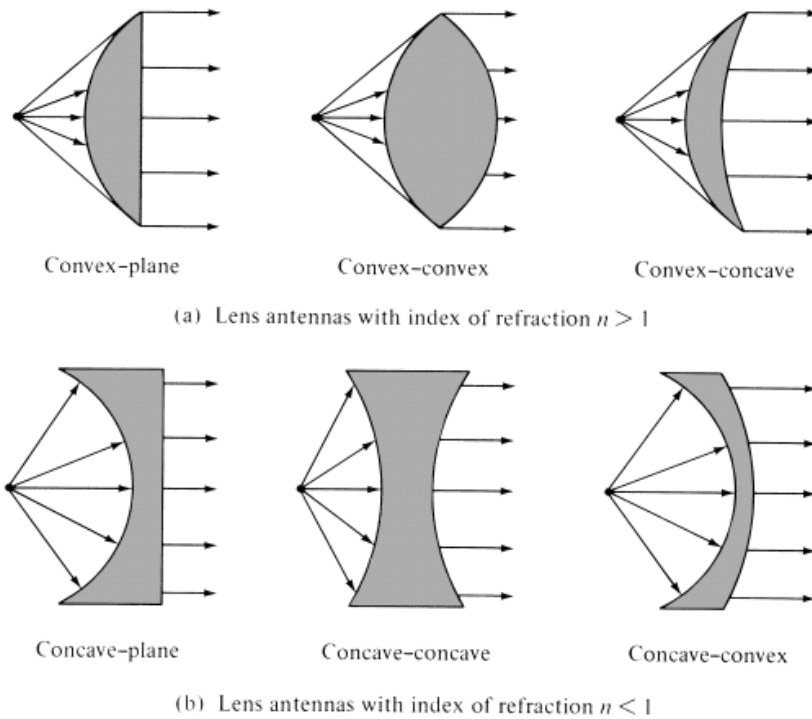 Convex–plane
Convex–convex
Convex–concave
(a) Lens antennas with index of refraction n > 1
Concave–plane
Concave–concave
Concave–convex
(b) Lens antennas with index of refraction n < 1